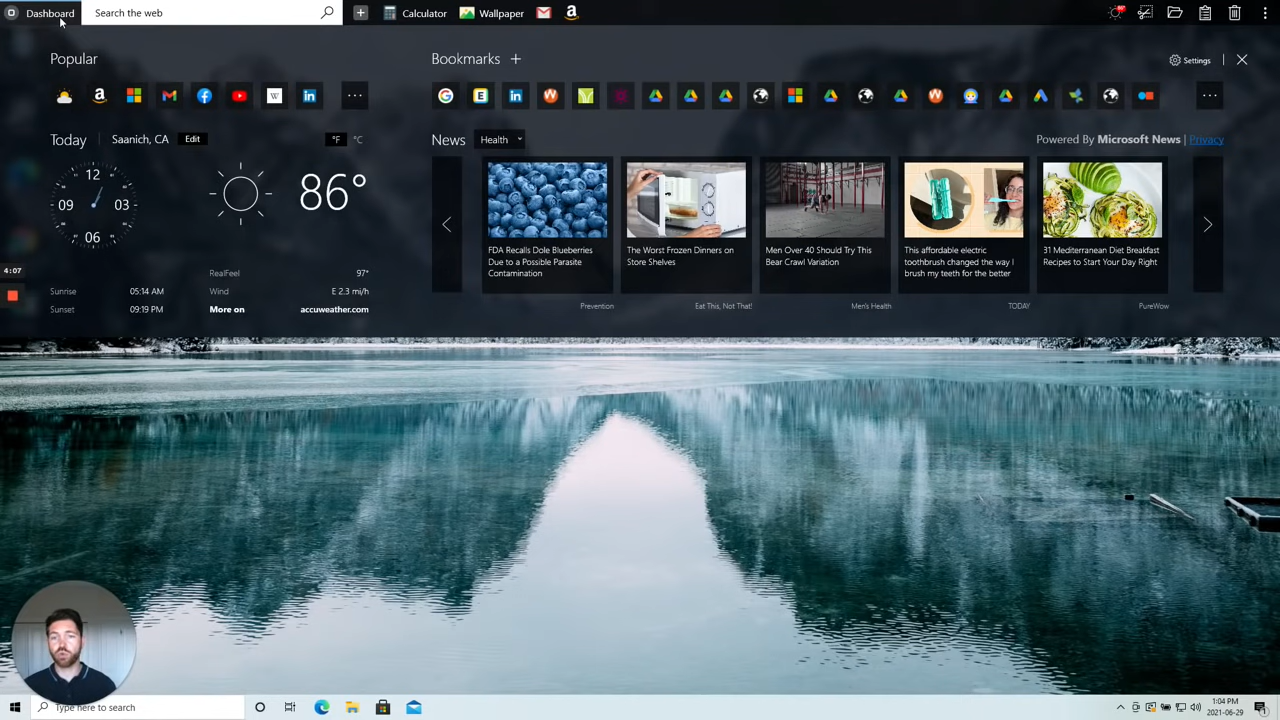 Dashboard
Search the web
Calculator
Wallpaper
Popular
Bookmarks
Settings
Today
Saanich, CA
Edit
°F
°C
News
Health
Powered By Microsoft News | Privacy
12
09
03
06
86°
RealFeel
97°
Sunrise
05:14 AM
Wind
E 2.3 mi/h
Sunset
09:19 PM
More on
accuweather.com
FDA Recalls Dole Blueberries
Due to a Possible Parasite
Contamination
Prevention
The Worst Frozen Dinners on
Store Shelves
Eat This, Not That!
Men Over 40 Should Try This
Bear Crawl Variation
Men's Health
This affordable electric
toothbrush changed the way I
brush my teeth for the better
TODAY
31 Mediterranean Diet Breakfast
Recipes to Start Your Day Right
PureWow
4:07
Type here to search
1:04 PM
2021-06-29